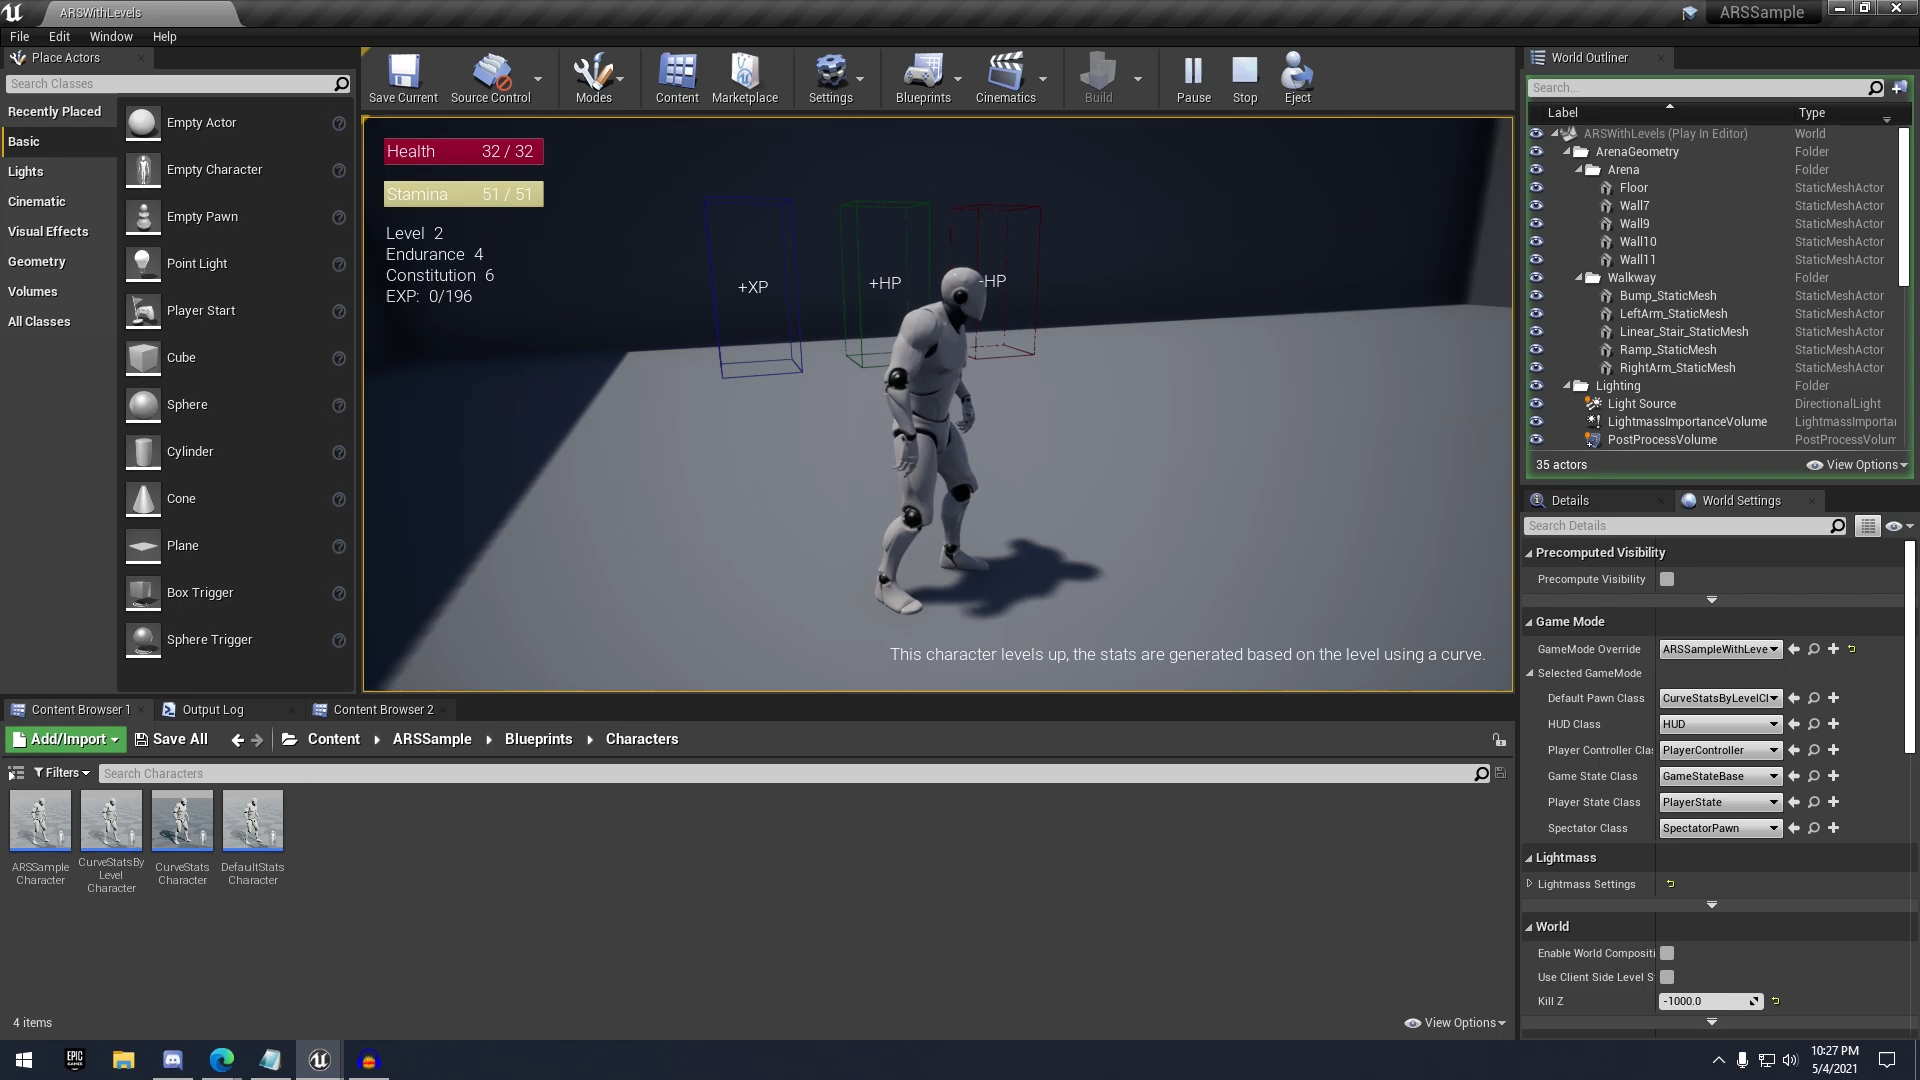 ARSWithLevels
ARSSample
File Edit Window Help
Place Actors
Search Classes
Recently Placed
Basic
Lights
Cinematic
Visual Effects
Geometry
Volumes
All Classes
Empty Actor
Empty Character
Empty Pawn
Point Light
Player Start
Cube
Sphere
Cylinder
Cone
Plane
Box Trigger
Sphere Trigger
Save Current
Source Control
Modes
Content
Marketplace
Settings
Blueprints
Cinematics
Build
Pause
Stop
Eject
Health 32 / 32
Stamina 51 / 51
Level 2
Endurance 4
Constitution 6
EXP: 0/196
+XP
+HP
-HP
This character levels up, the stats are generated based on the level using a curve.
World Outliner
Search...
Label Type
ARSWithLevels (Play In Editor) World
ArenaGeometry Folder
Arena Folder
Floor StaticMeshActor
Wall7 StaticMeshActor
Wall9 StaticMeshActor
Wall10 StaticMeshActor
Wall11 StaticMeshActor
Walkway Folder
Bump_StaticMesh StaticMeshActor
LeftArm_StaticMesh StaticMeshActor
Linear_Stair_StaticMesh StaticMeshActor
Ramp_StaticMesh StaticMeshActor
RightArm_StaticMesh StaticMeshActor
Lighting Folder
Light Source DirectionalLight
LightmassImportanceVolume LightmassImportar
PostProcessVolume PostProcessVolum
35 actors View Options
Details World Settings
Search Details
Precomputed Visibility
Precompute Visibility
Game Mode
GameMode Override ARSSampleWithLeve
Selected GameMode
Default Pawn Class CurveStatsByLevelCl
HUD Class HUD
Player Controller Clas PlayerController
Game State Class GameStateBase
Player State Class PlayerState
Spectator Class SpectatorPawn
Lightmass
Lightmass Settings
World
Enable World Compositi
Use Client Side Level S
Kill Z -1000.0
Content Browser 1 Output Log Content Browser 2
Add/Import Save All Content ARSSample Blueprints Characters
Filters Search Characters
ARSSample
Character
CurveStatsBy
Level
Character
CurveStats
Character
DefaultStats
Character
4 items View Options
EPIC
GAMES
10:27 PM
5/4/2021